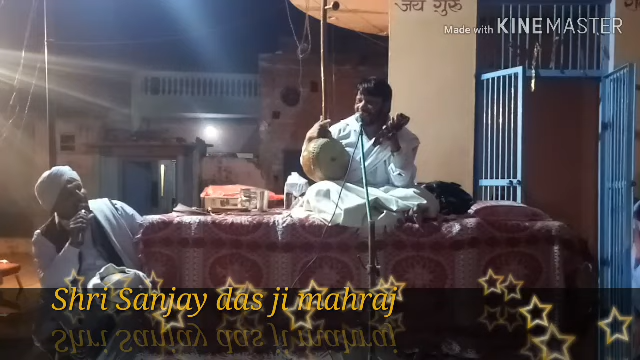 जय गुरु
Made with KINEMASTER
Shri Sanjay das ji mahraj